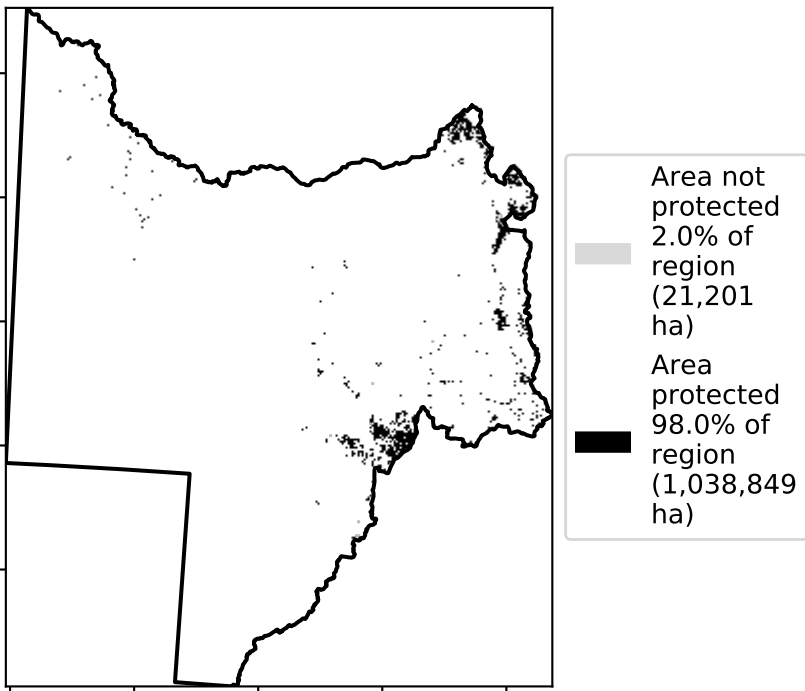 Area not
protected
2.0% of
region
(21,201
ha)
Area
protected
98.0% of
region
(1,038,849
ha)